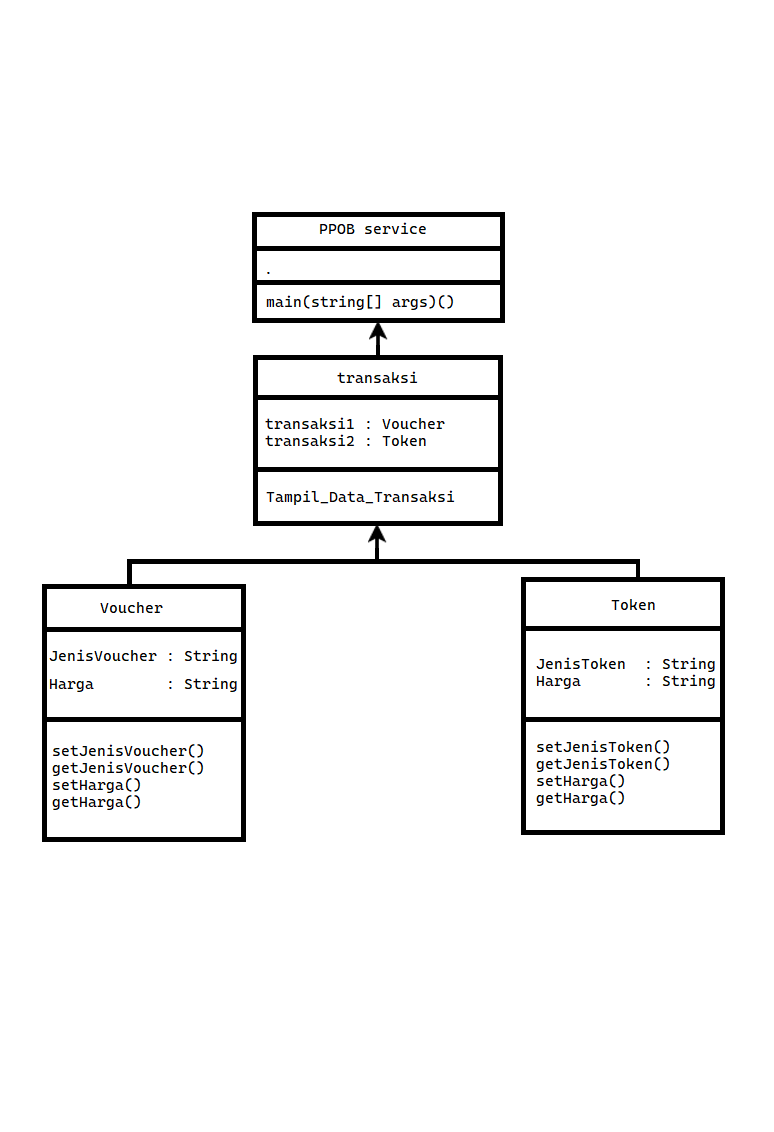 PPOB service
.
main(string[] args)()
transaksi
transaksi1 : Voucher
transaksi2 : Token
Tampil_Data_Transaksi
Voucher
JenisVoucher : String
Harga        : String
setJenisVoucher()
getJenisVoucher()
setHarga()
getHarga()
Token
JenisToken  : String
Harga       : String
setJenisToken()
getJenisToken()
setHarga()
getHarga()